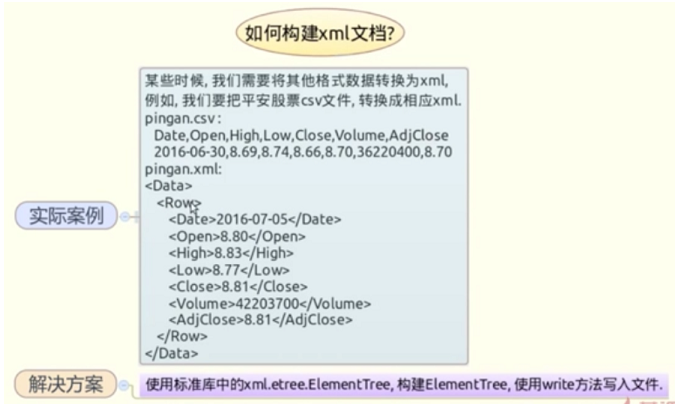 如何构建xml文档?
某些时候, 我们需要将其他格式数据转换为xml,
例如, 我们要把平安股票csv文件, 转换成相应xml.
pingan.csv:
Date,Open,High,Low,Close,Volume,AdjClose
2016-06-30,8.69,8.74,8.66,8.70,36220400,8.70
pingan.xml:
<Data>
<Row>
<Date>2016-07-05</Date>
<Open>8.80</Open>
<High>8.83</High>
<Low>8.77</Low>
<Close>8.81</Close>
<Volume>42203700</Volume>
<AdjClose>8.81</AdjClose>
</Row>
</Data>
实际案例
解决方案
使用标准库中的xml.etree.ElementTree, 构建ElementTree, 使用write方法写入文件.